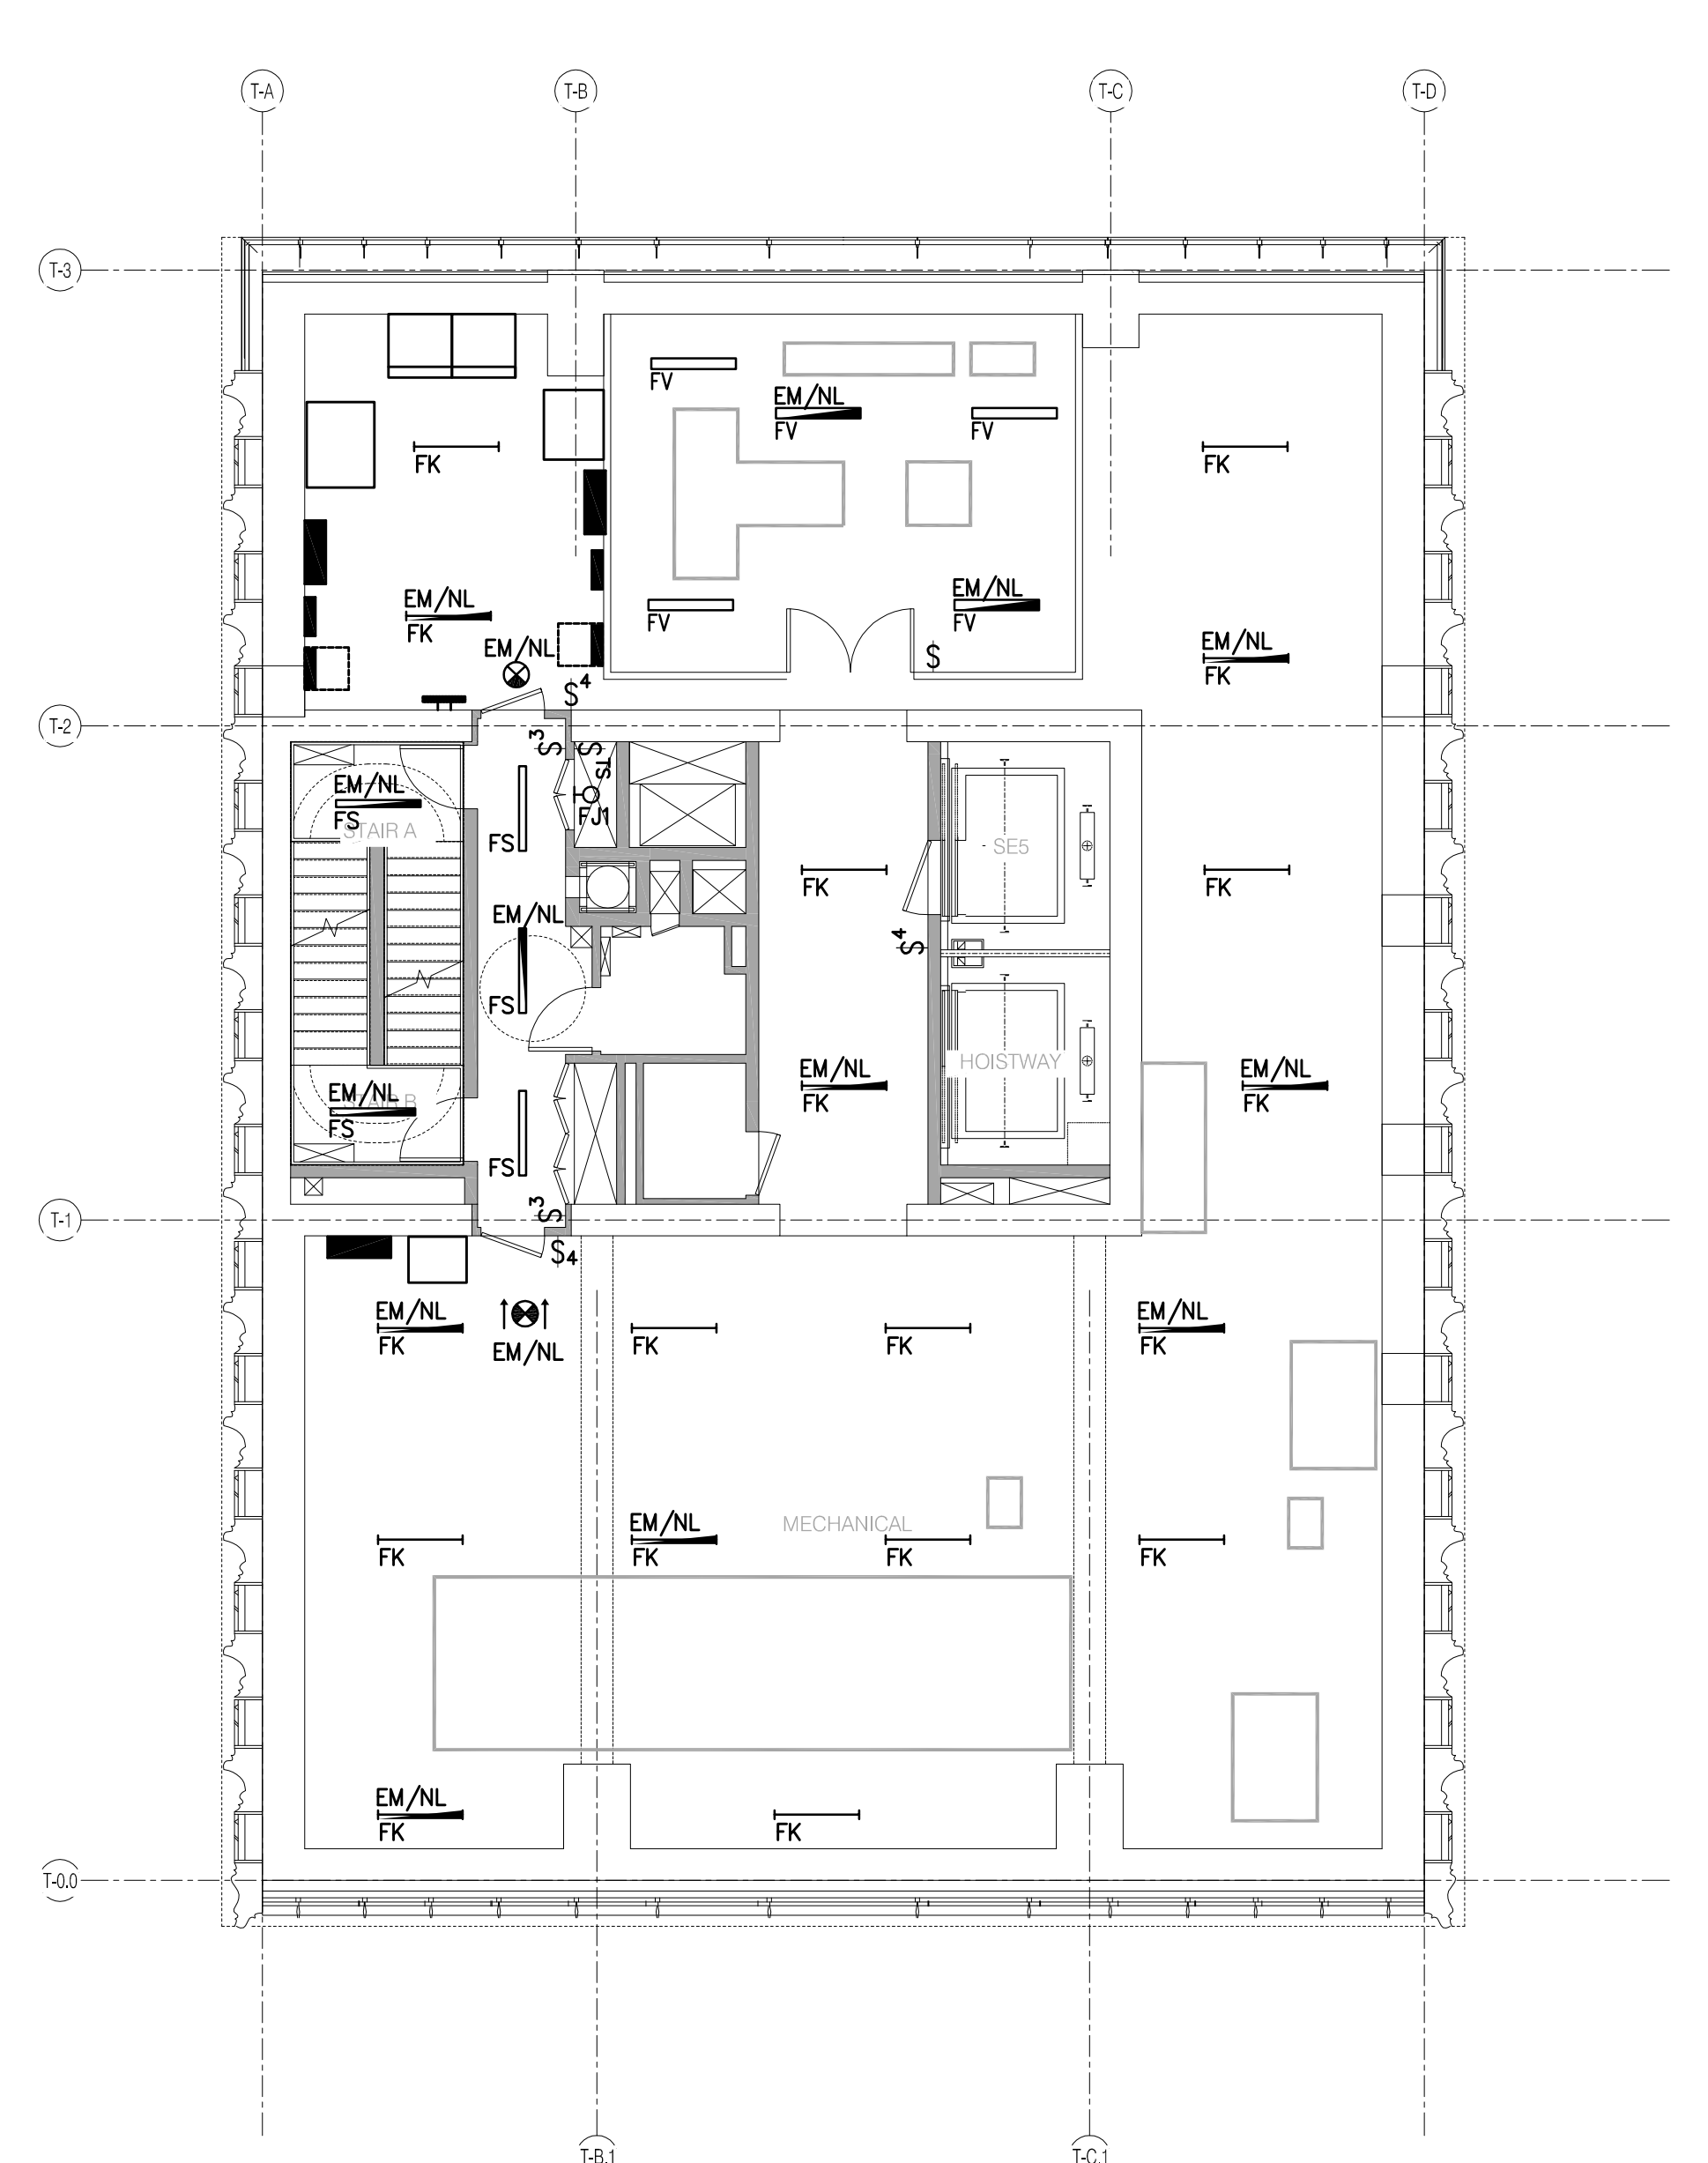 T-A
T-B
T-C
T-D
T-3
FV
EM/NL
FV
FV
FK
FK
EM/NL
FK
FV
EM/NL
FV
EM/NL
FK
EM/NL
$
$4
T-2
$3
$
TS
FJ1
EM/NL
FS
STAIR A
FS
SE5
FK
FK
EM/NL
FS
$4
HOISTWAY
EM/NL
FK
EM/NL
FK
EM/NL
STAIR B
FS
FS
$3
T-1
$4
EM/NL
FK
EM/NL
FK
FK
EM/NL
FK
MECHANICAL
FK
EM/NL
FK
FK
FK
EM/NL
FK
FK
T-0.0
T-B.1
T-C.1